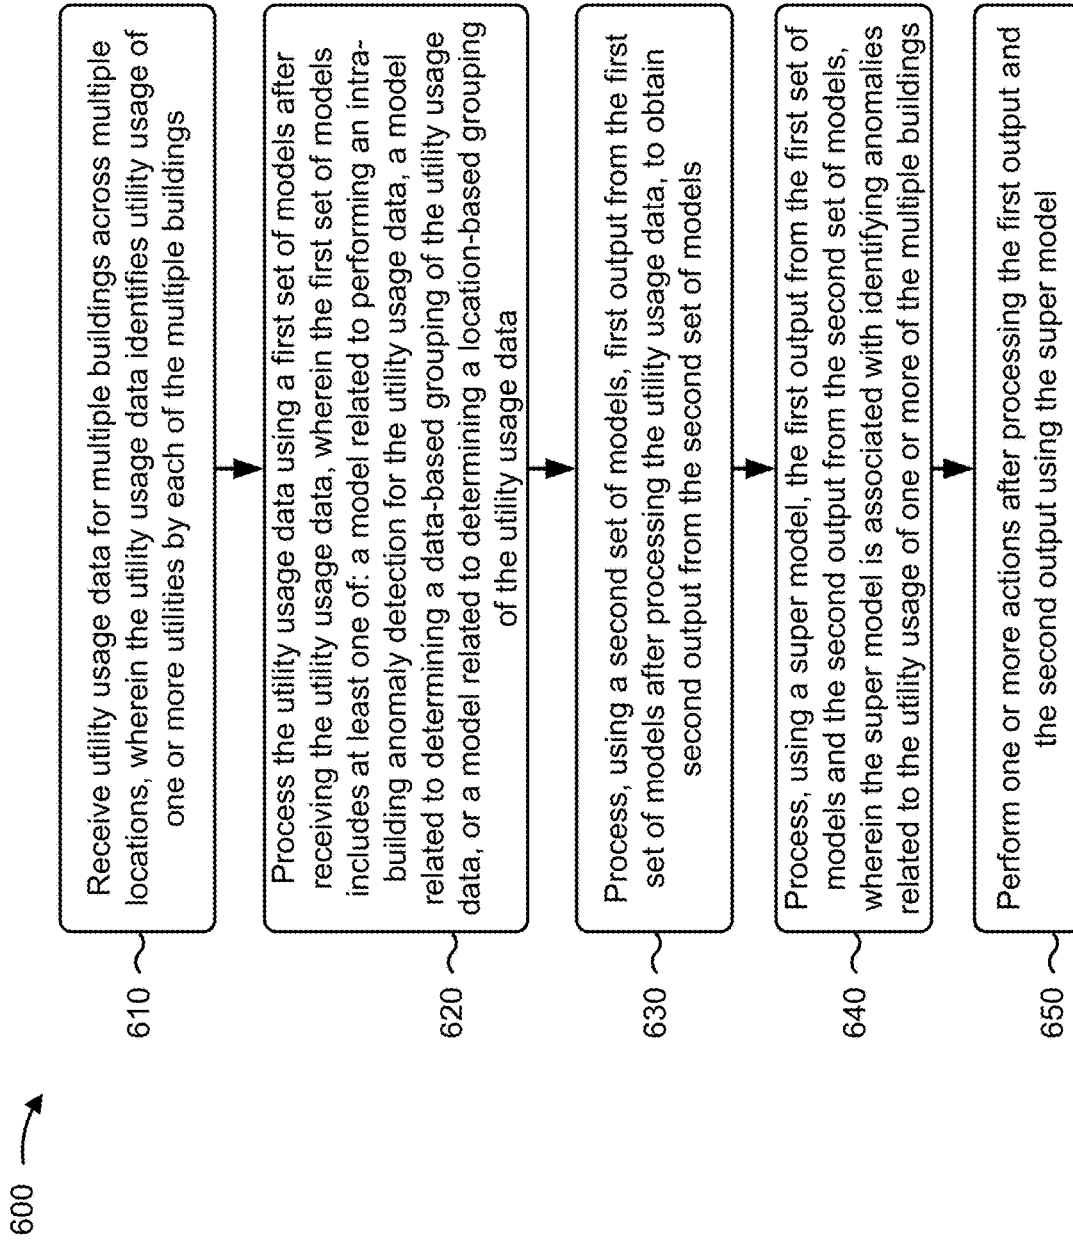 600
610
Receive utility usage data for multiple buildings across multiple
locations, wherein the utility usage data identifies utility usage of
one or more utilities by each of the multiple buildings
620
Process the utility usage data using a first set of models after
receiving the utility usage data, wherein the first set of models
includes at least one of: a model related to performing an intra-
building anomaly detection for the utility usage data, a model
related to determining a data-based grouping of the utility usage
data, or a model related to determining a location-based grouping
of the utility usage data
630
Process, using a second set of models, first output from the first
set of models after processing the utility usage data, to obtain
second output from the second set of models
640
Process, using a super model, the first output from the first set of
models and the second output from the second set of models,
wherein the super model is associated with identifying anomalies
related to the utility usage of one or more of the multiple buildings
650
Perform one or more actions after processing the first output and
the second output using the super model